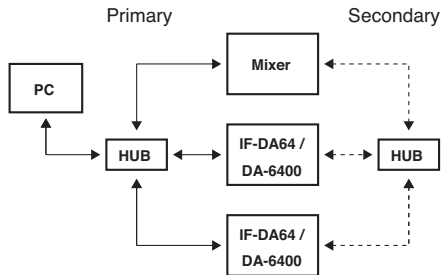 Primary
Secondary
Mixer
PC
HUB
IF-DA64 /
DA-6400
HUB
IF-DA64 /
DA-6400